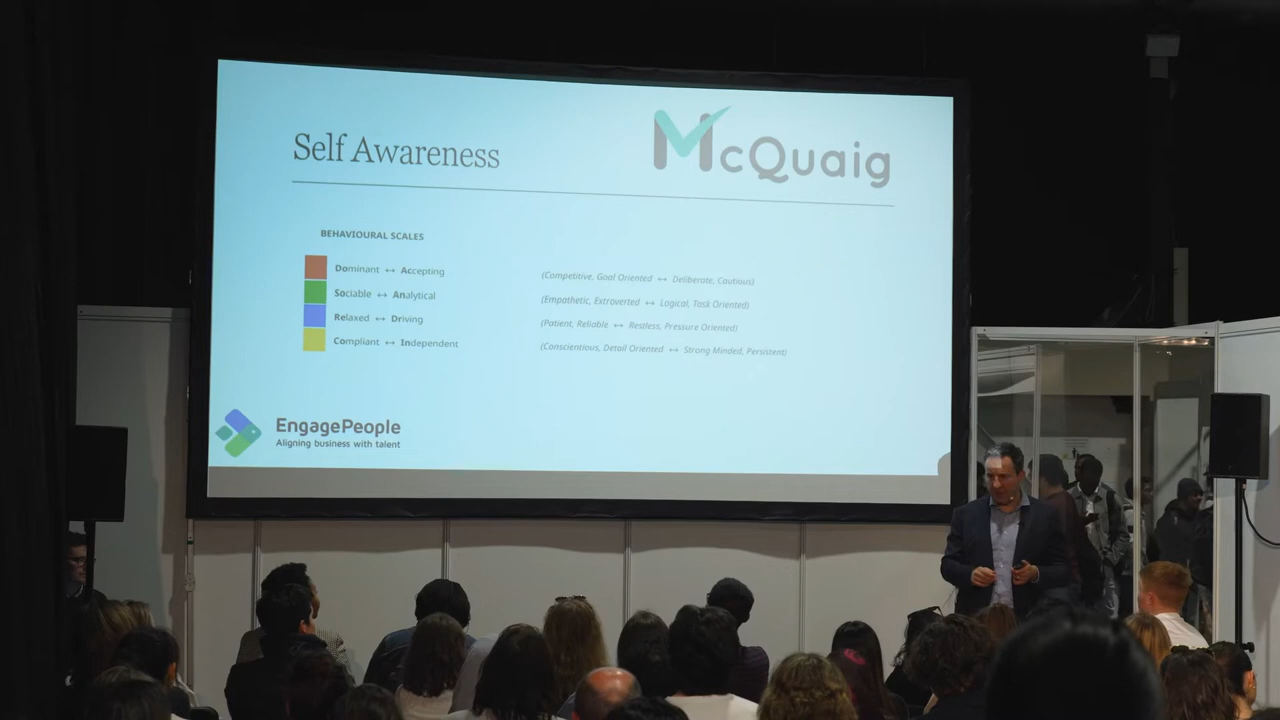 Self Awareness
McQuaig
BEHAVIOURAL SCALES
Dominant ↔ Accepting
(Competitive, Goal Oriented ↔ Deliberate, Cautious)
Sociable ↔ Analytical
(Empathetic, Extroverted ↔ Logical, Task Oriented)
Relaxed ↔ Driving
(Patient, Reliable ↔ Restless, Pressure Oriented)
Compliant ↔ Independent
(Conscientious, Detail Oriented ↔ Strong Minded, Persistent)
EngagePeople
Aligning business with talent